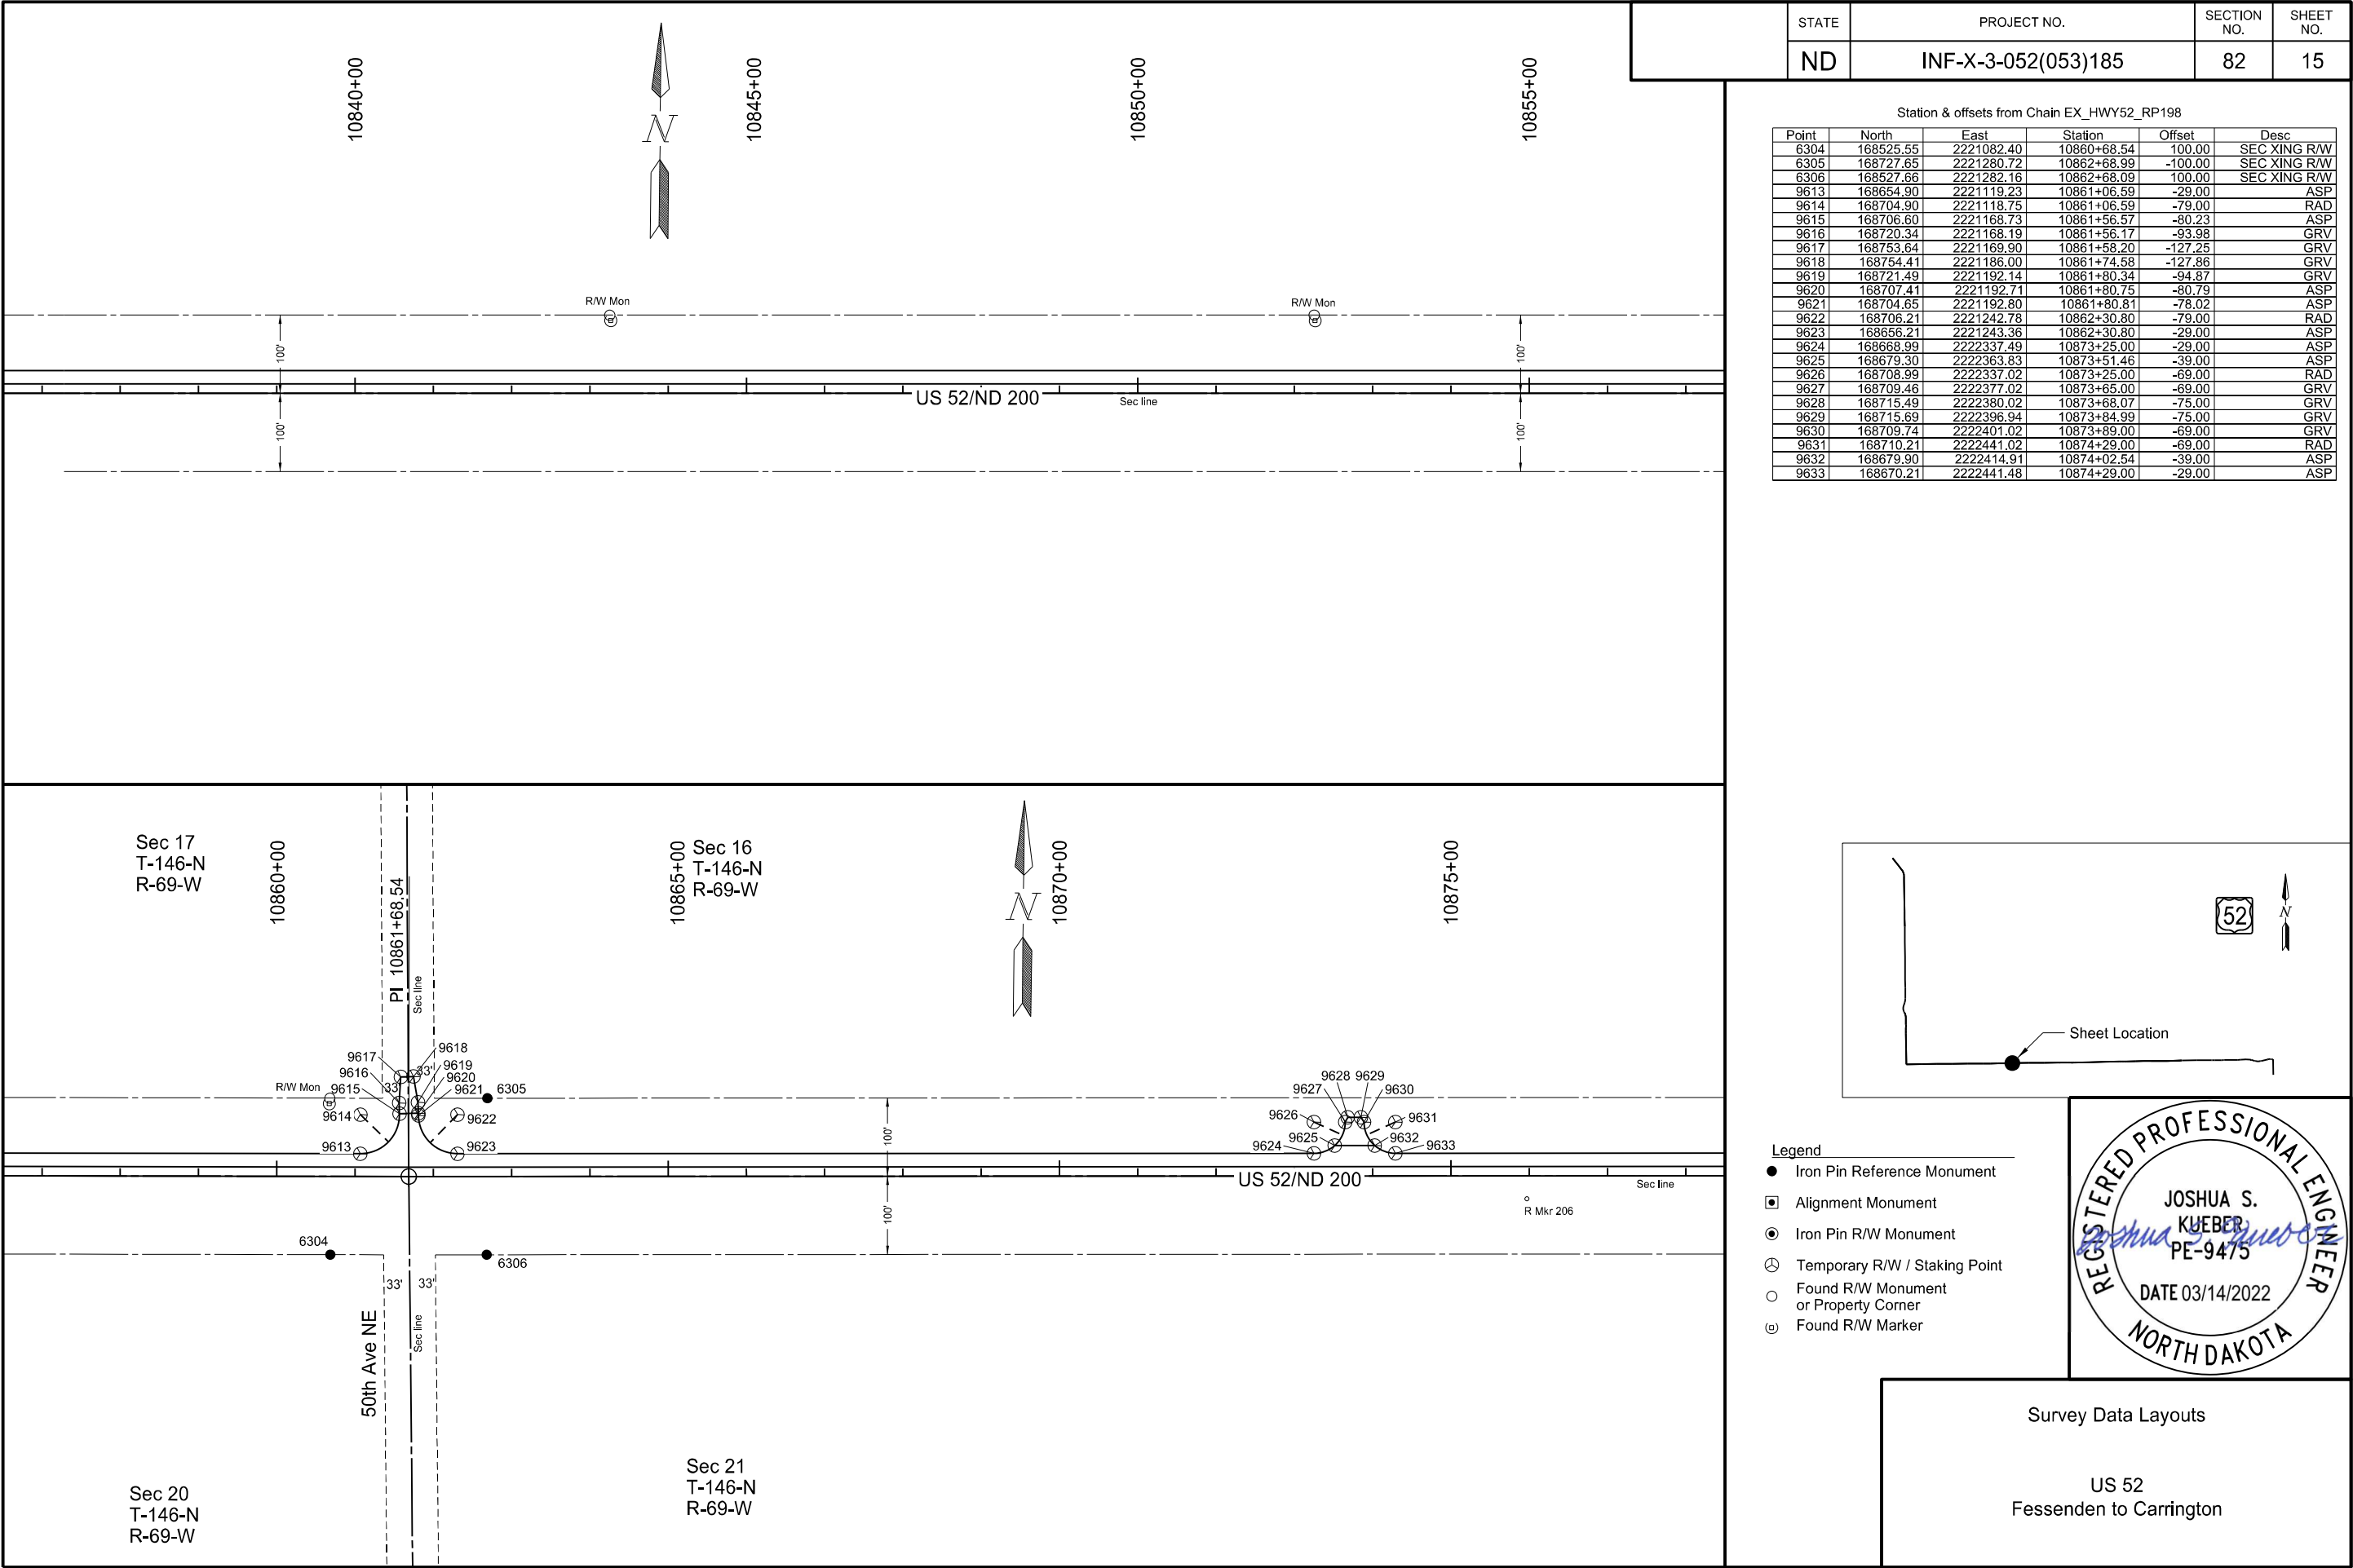 STATE PROJECT NO. SECTION NO. SHEET NO.
ND INF-X-3-052(053)185 82 15
10840+00 10845+00 10850+00 10855+00
N
R/W Mon R/W Mon
100' 100'
US 52/ND 200 Sec line
100' 100'
Station & offsets from Chain EX_HWY52_RP198
Point North East Station Offset Desc
6304 168525.55 2221082.40 10860+68.54 100.00 SEC XING R/W
6305 168727.65 2221280.72 10862+68.99 -100.00 SEC XING R/W
6306 168527.66 2221282.16 10862+68.09 100.00 SEC XING R/W
9613 168654.90 2221119.23 10861+06.59 -29.00 ASP
9614 168704.90 2221118.75 10861+06.59 -79.00 RAD
9615 168706.60 2221168.73 10861+56.57 -80.23 ASP
9616 168720.34 2221168.19 10861+56.17 -93.98 GRV
9617 168753.64 2221169.90 10861+58.20 -127.25 GRV
9618 168754.41 2221186.00 10861+74.58 -127.86 GRV
9619 168721.49 2221192.14 10861+80.34 -94.87 GRV
9620 168707.41 2221192.71 10861+80.75 -80.79 ASP
9621 168704.65 2221192.80 10861+80.81 -78.02 ASP
9622 168706.21 2221242.78 10862+30.80 -79.00 RAD
9623 168656.21 2221243.36 10862+30.80 -29.00 ASP
9624 168668.99 2222337.49 10873+25.00 -29.00 ASP
9625 168679.30 2222363.83 10873+51.46 -39.00 ASP
9626 168708.99 2222337.02 10873+25.00 -69.00 RAD
9627 168709.46 2222377.02 10873+65.00 -69.00 GRV
9628 168715.49 2222380.02 10873+68.07 -75.00 GRV
9629 168715.69 2222396.94 10873+84.99 -75.00 GRV
9630 168709.74 2222401.02 10873+89.00 -69.00 GRV
9631 168710.21 2222441.02 10874+29.00 -69.00 RAD
9632 168679.90 2222414.91 10874+02.54 -39.00 ASP
9633 168670.21 2222441.48 10874+29.00 -29.00 ASP
Sec 17
T-146-N
R-69-W
10860+00
PI 10861+68.54
Sec line
10865+00
Sec 16
T-146-N
R-69-W
N
10870+00
10875+00
9617 9618
9616 33' 9619
R/W Mon 9615 33' 9620
9621 6305
9614 9622
9613 9623
100'
9628 9629
9627 9630
9626 9631
9625 9632
9624 9633
US 52/ND 200
Sec line
R Mkr 206
100'
6304 6306
33' 33'
50th Ave NE
Sec line
Sec 20
T-146-N
R-69-W
Sec 21
T-146-N
R-69-W
52
N
Sheet Location
Legend
Iron Pin Reference Monument
Alignment Monument
Iron Pin R/W Monument
Temporary R/W / Staking Point
Found R/W Monument
or Property Corner
Found R/W Marker
REGISTERED PROFESSIONAL ENGINEER
JOSHUA S.
KUEBER
Joshua S. Kueber
PE-9475
DATE 03/14/2022
NORTH DAKOTA
Survey Data Layouts
US 52
Fessenden to Carrington